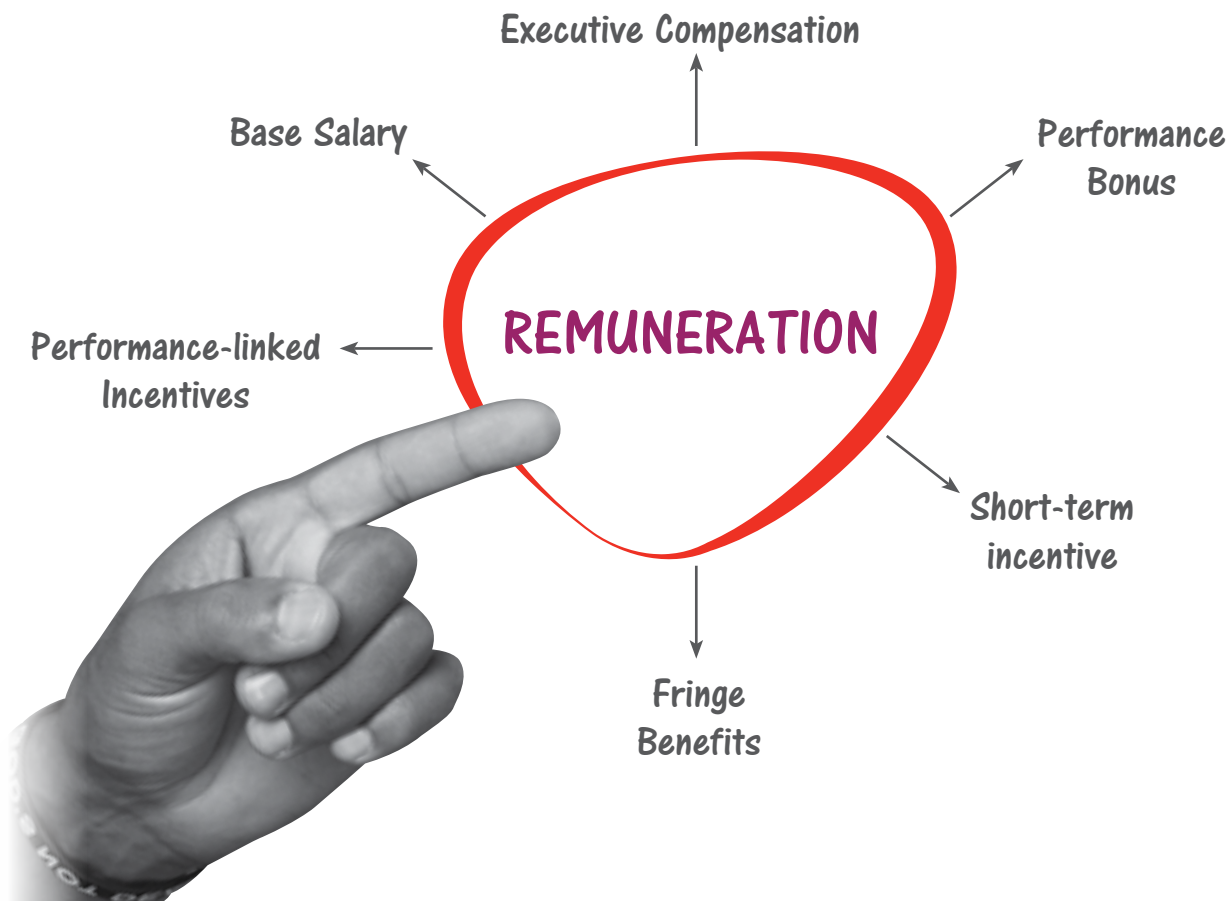 Executive Compensation
Base Salary
Performance
Bonus
REMUNERATION
Performance-linked
Incentives
Short-term
incentive
Fringe
Benefits